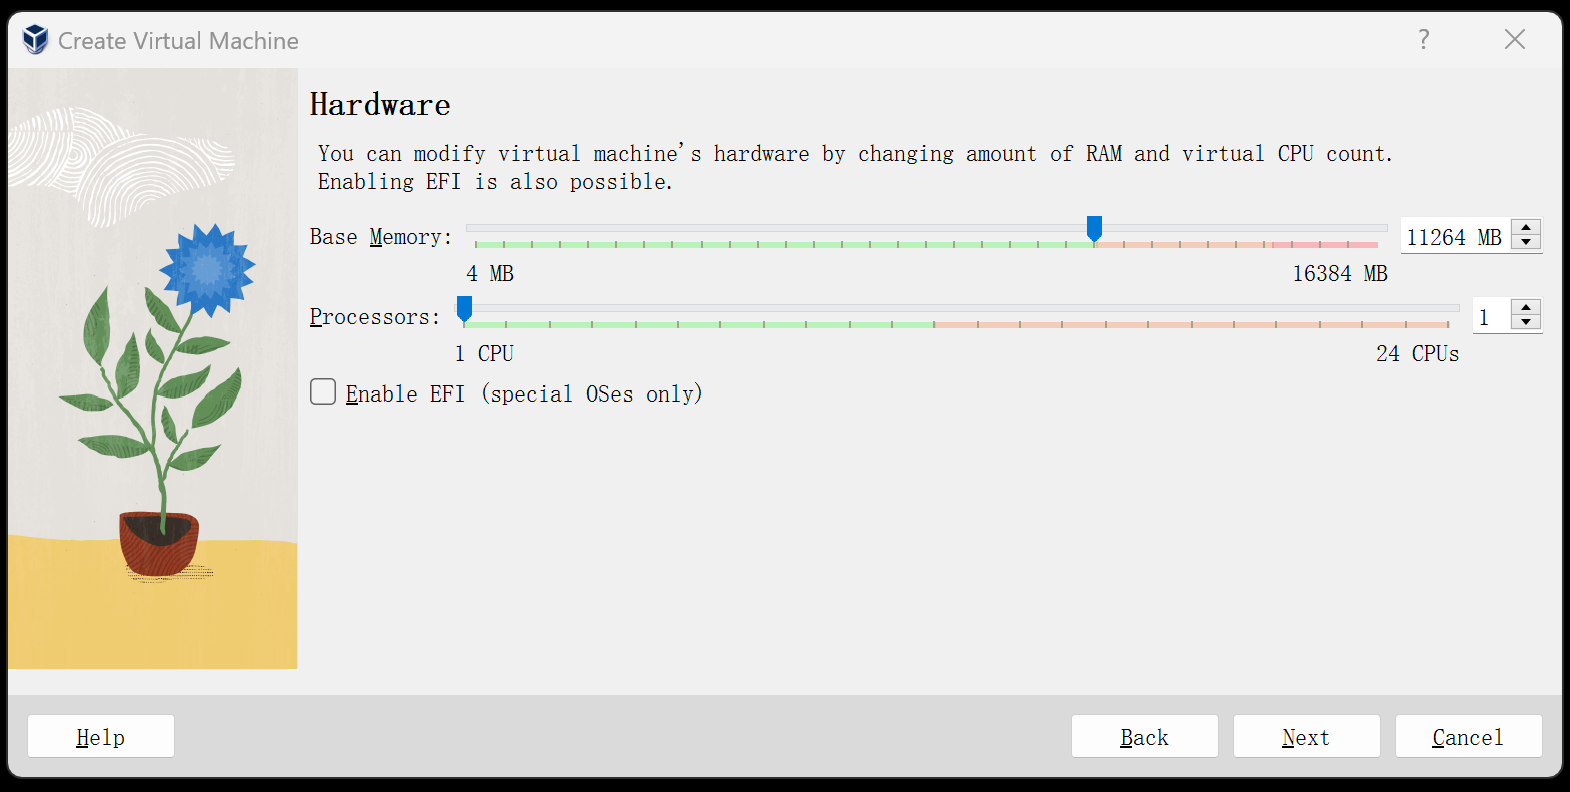 Create Virtual Machine
?
Hardware
You can modify virtual machine's hardware by changing amount of RAM and virtual CPU count.
Enabling EFI is also possible.
Base Memory:
11264 MB
4 MB
16384 MB
Processors:
1
1 CPU
24 CPUs
Enable EFI (special OSes only)
Help
Back
Next
Cancel